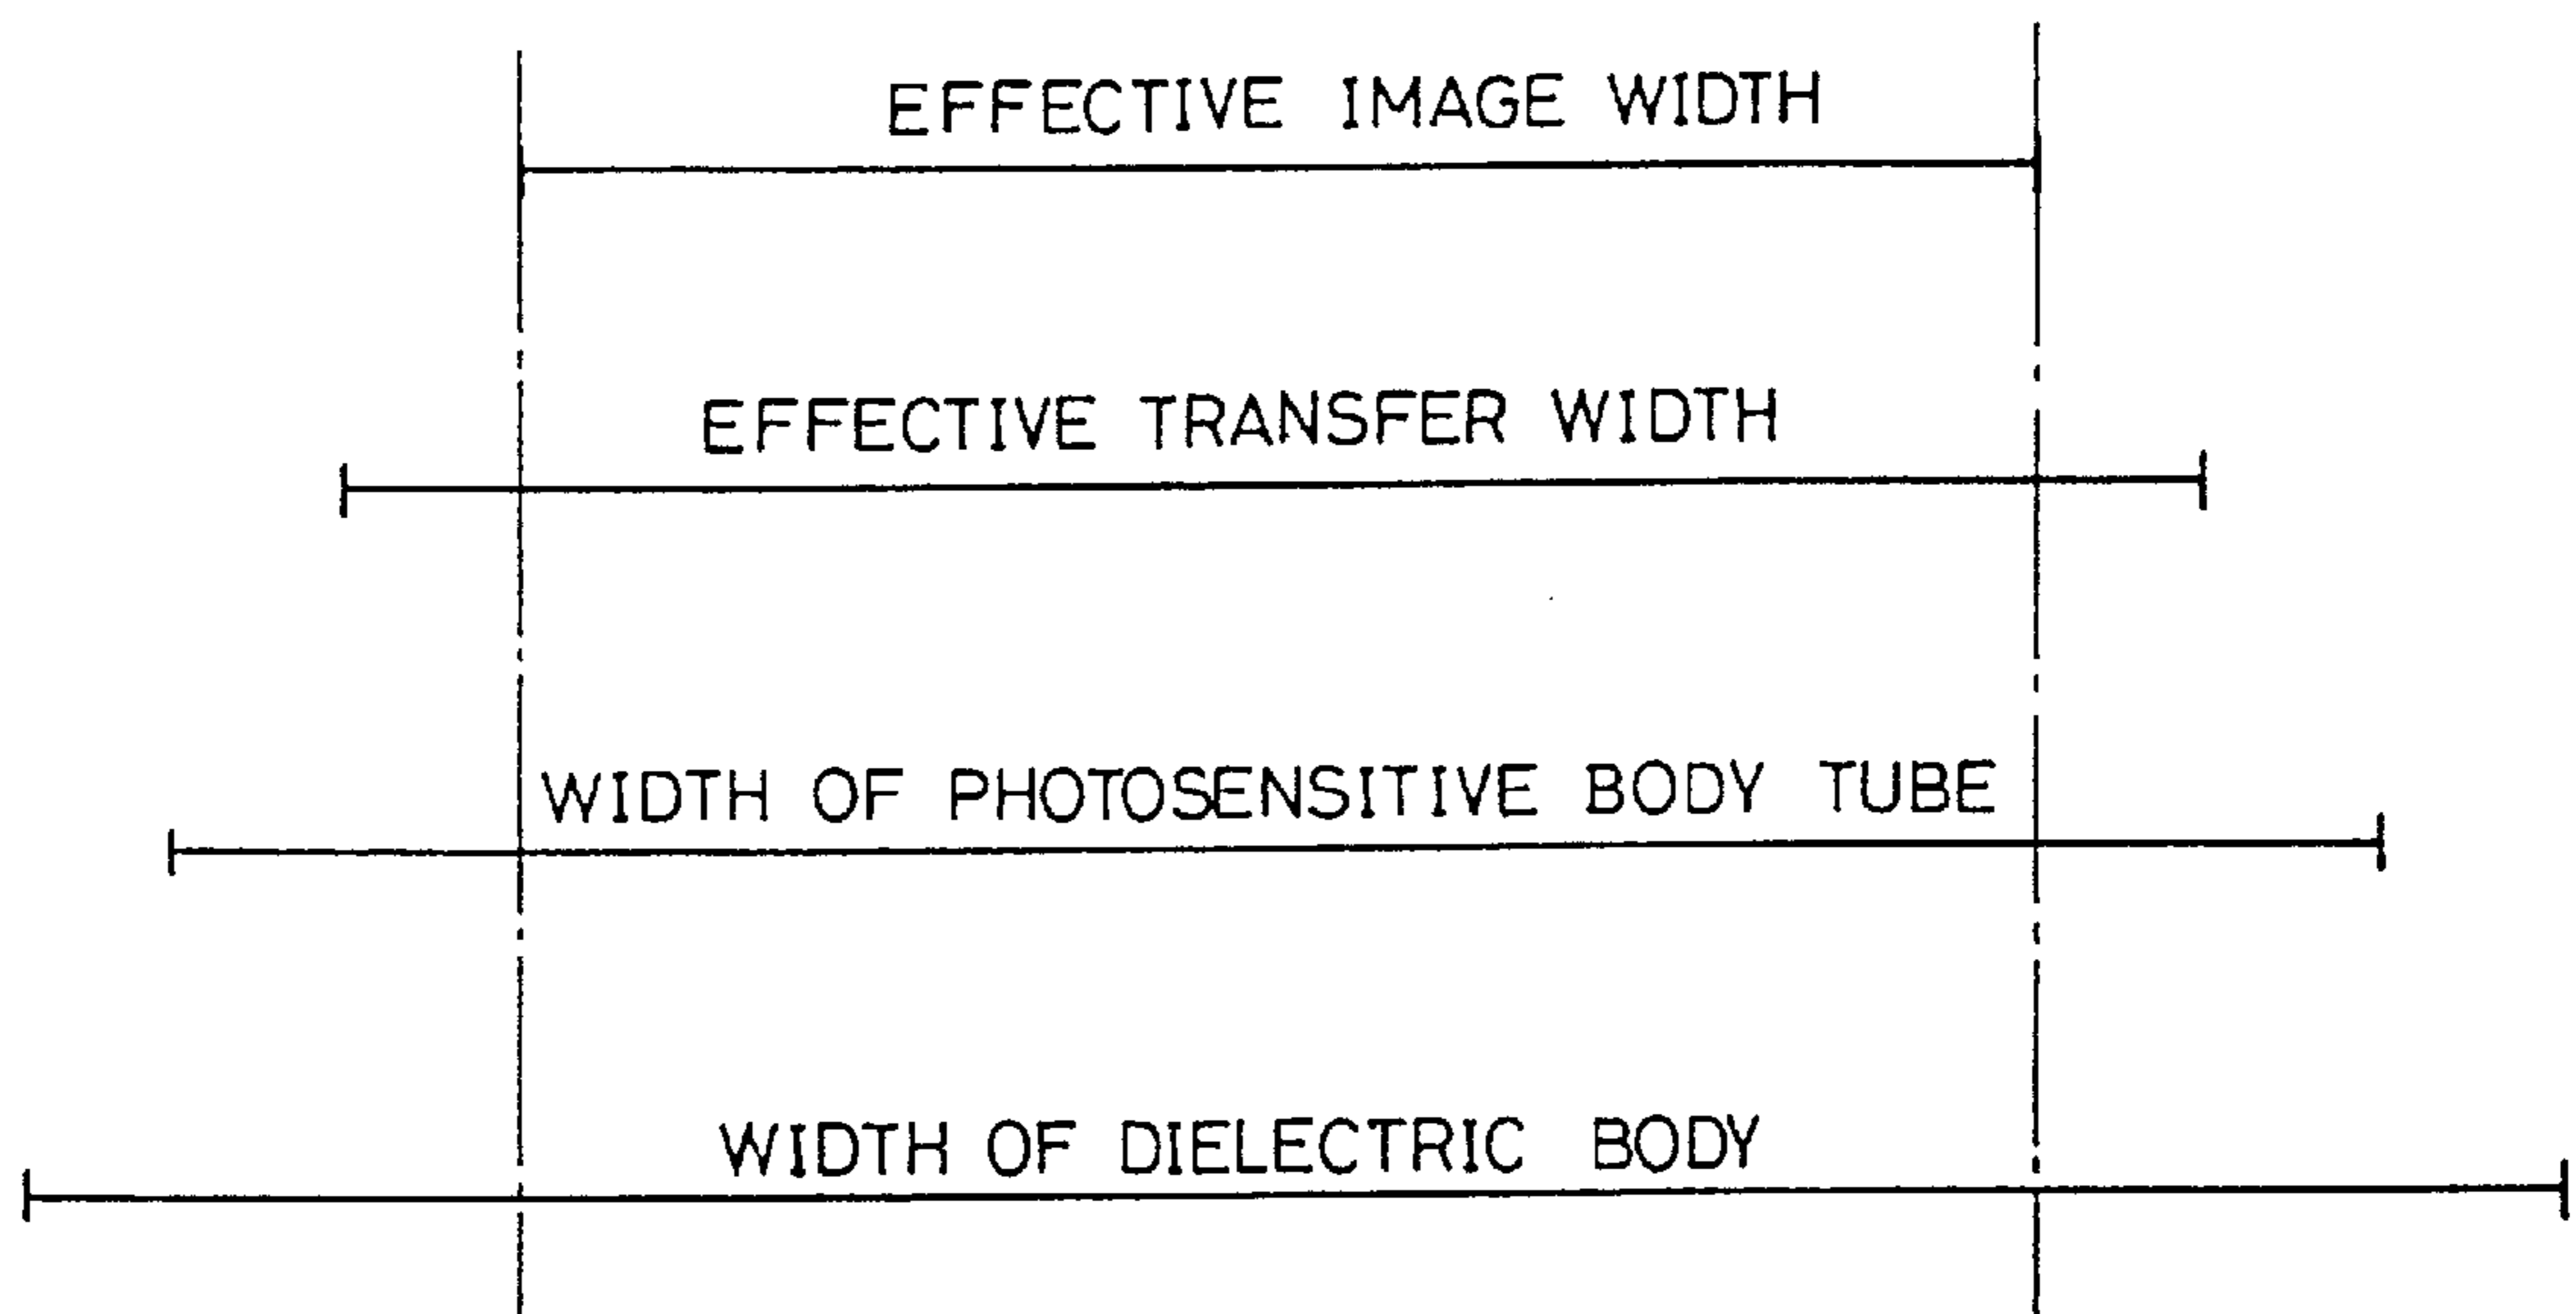 EFFECTIVE IMAGE WIDTH
EFFECTIVE TRANSFER WIDTH
WIDTH OF PHOTOSENSITIVE BODY TUBE
WIDTH OF DIELECTRIC BODY